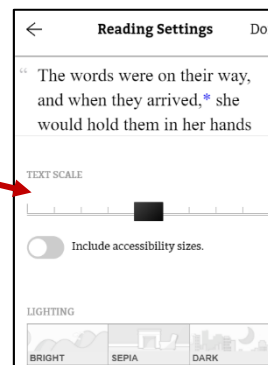 Reading Settings Do
“ The words were on their way,
and when they arrived,* she
would hold them in her hands
TEXT SCALE
Include accessibility sizes.
LIGHTING
BRIGHT SEPIA DARK